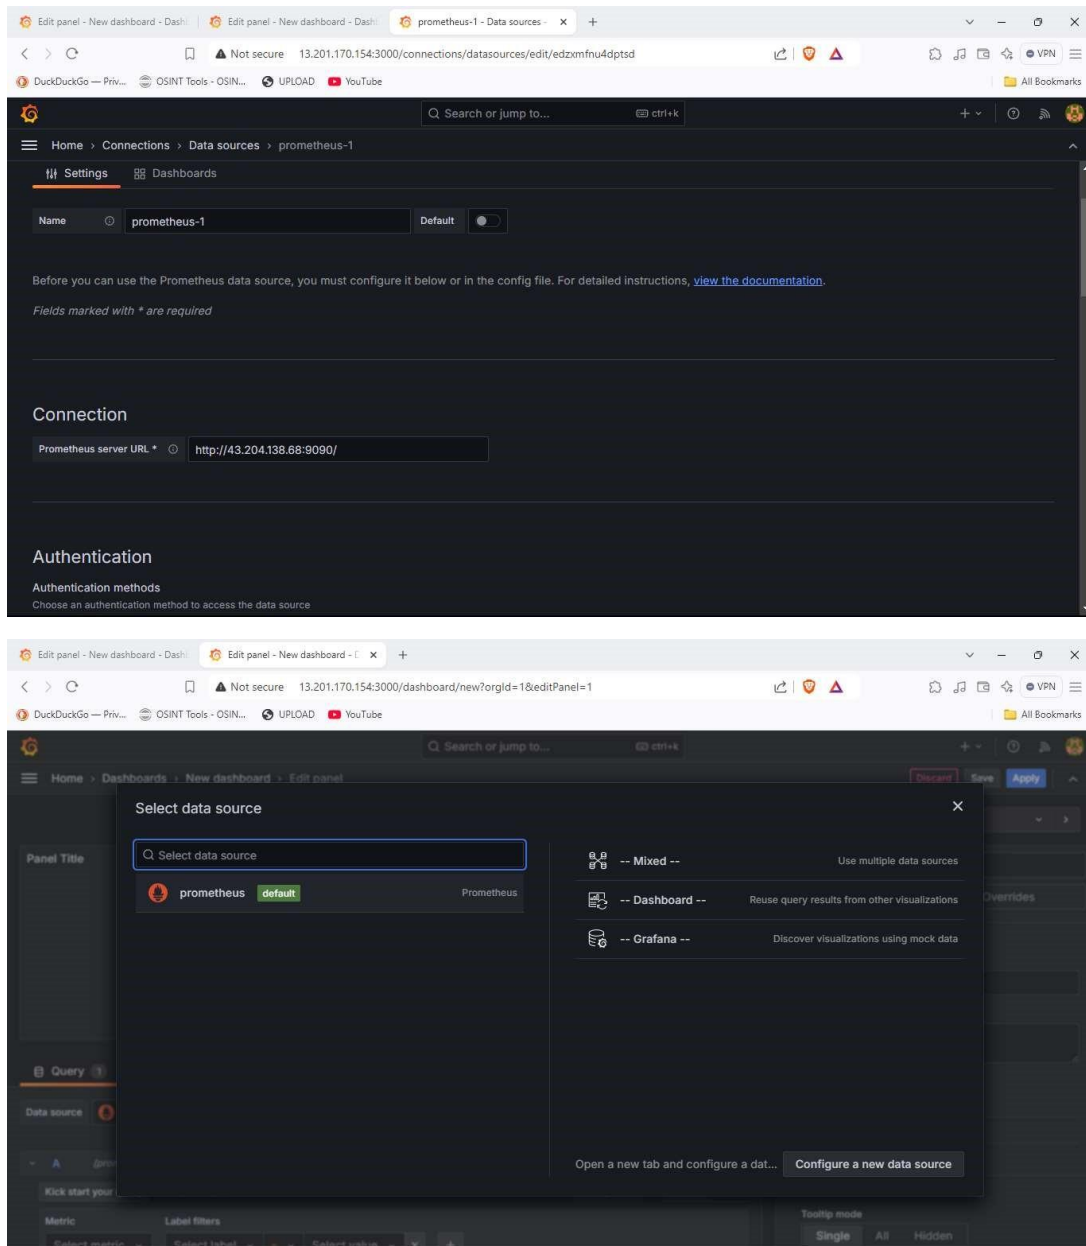 Edit panel - New dashboard - Dash
Edit panel - New dashboard - Dash
prometheus-1 - Data sources -
Not secure 13.201.170.154:3000/connections/datasources/edit/edzxmfnu4dptsd
VPN
DuckDuckGo — Priv...
OSINT Tools - OSIN...
UPLOAD
YouTube
All Bookmarks
Search or jump to... ctrl+k
Home › Connections › Data sources › prometheus-1
Settings Dashboards
Name prometheus-1 Default
Before you can use the Prometheus data source, you must configure it below or in the config file. For detailed instructions, view the documentation.
Fields marked with * are required
Connection
Prometheus server URL * http://43.204.138.68:9090/
Authentication
Authentication methods
Choose an authentication method to access the data source
Edit panel - New dashboard - Dash
Edit panel - New dashboard - D
Not secure 13.201.170.154:3000/dashboard/new?orgId=1&editPanel=1
VPN
DuckDuckGo — Priv...
OSINT Tools - OSIN...
UPLOAD
YouTube
All Bookmarks
Search or jump to... ctrl+k
Home › Dashboards › New dashboard › Edit panel
Discard Save Apply
Select data source
Panel Title
Select data source
prometheus default Prometheus
-- Mixed -- Use multiple data sources
-- Dashboard -- Reuse query results from other visualizations
-- Grafana -- Discover visualizations using mock data
Overrides
Query 1
Data source
A
Open a new tab and configure a dat... Configure a new data source
Kick start your
Metric Label filters
Select metric Select label = Select value
Tooltip mode
Single All Hidden